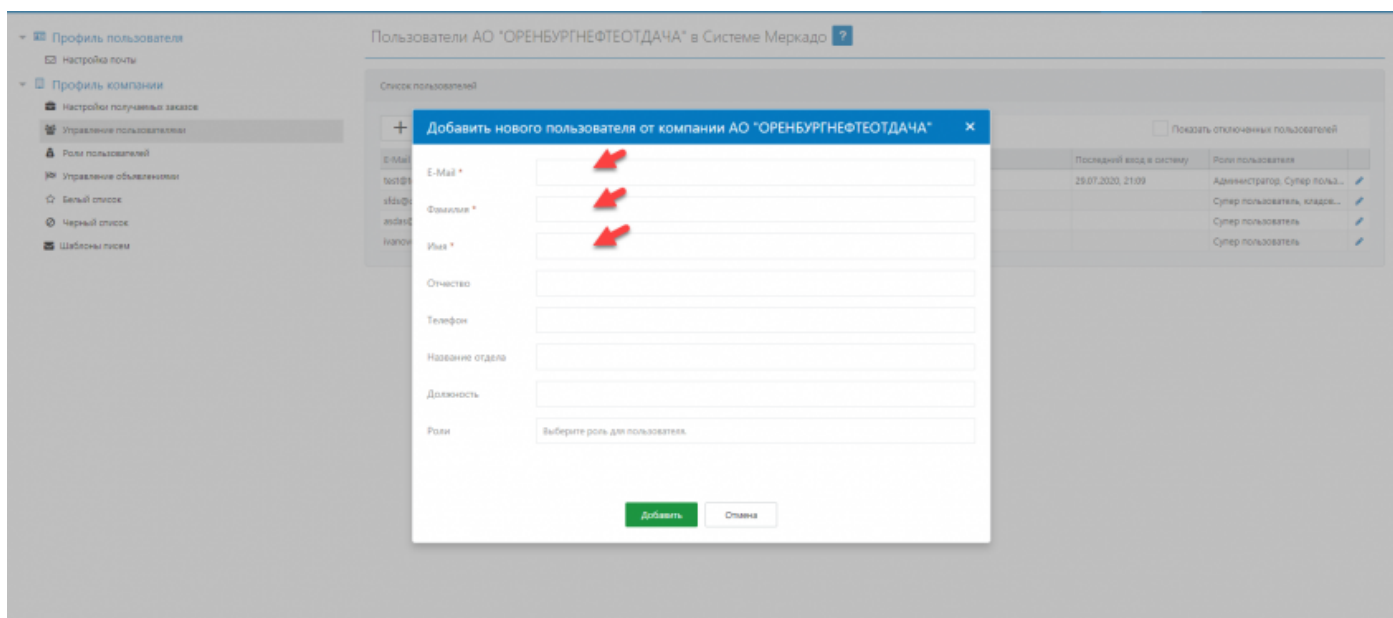 Профиль пользователя
Настройка почты
Профиль компании
Настройки получаемых заказов
Управление пользователями
Роли пользователей
Управление объявлениями
Белый список
Черный список
Шаблоны писем
Пользователи АО "ОРЕНБУРГНЕФТЕОТДАЧА" в Системе Меркадо ?
Список пользователей
Показать отключенных пользователей
E-Mail Последний вход в систему Роли пользователя
test@t 29.07.2020, 21:09 Администратор, Супер польз...
Супер пользователь, кладов...
Супер пользователь
ivanov Супер пользователь
Добавить нового пользователя от компании АО "ОРЕНБУРГНЕФТЕОТДАЧА" ×
E-Mail *
Фамилия *
Имя *
Отчество
Телефон
Название отдела
Должность
Роли Выберите роль для пользователя.
Добавить Отмена